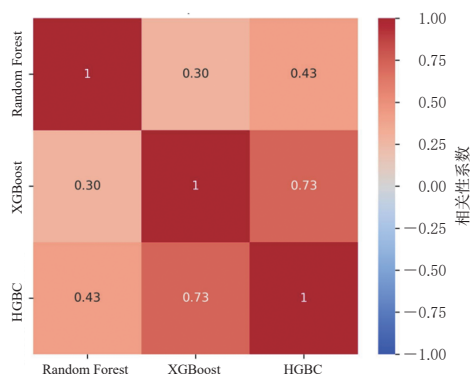 Random Forest
1
0.30
0.43
XGBoost
0.30
1
0.73
HGBC
0.43
0.73
1
Random Forest
XGBoost
HGBC
1.00
0.75
0.50
0.25
0.00
−0.25
−0.50
−0.75
−1.00
相关性系数